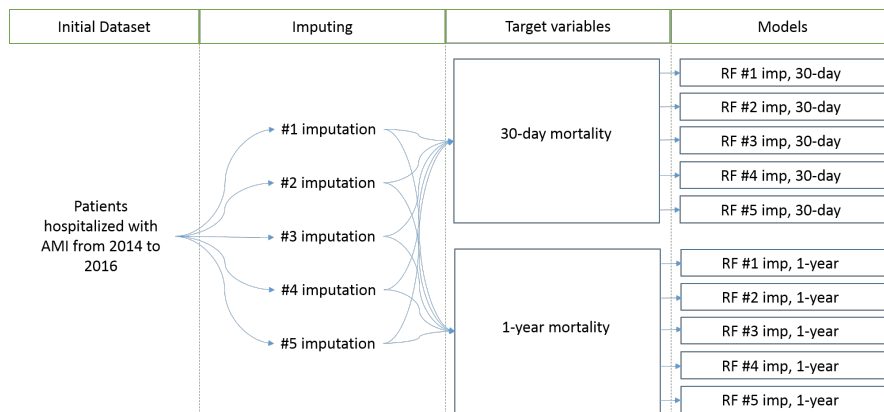 Initial Dataset
Imputing
Target variables
Models
Patients
hospitalized with
AMI from 2014 to
2016
#1 imputation
#2 imputation
#3 imputation
#4 imputation
#5 imputation
30-day mortality
1-year mortality
RF #1 imp, 30-day
RF #2 imp, 30-day
RF #3 imp, 30-day
RF #4 imp, 30-day
RF #5 imp, 30-day
RF #1 imp, 1-year
RF #2 imp, 1-year
RF #3 imp, 1-year
RF #4 imp, 1-year
RF #5 imp, 1-year